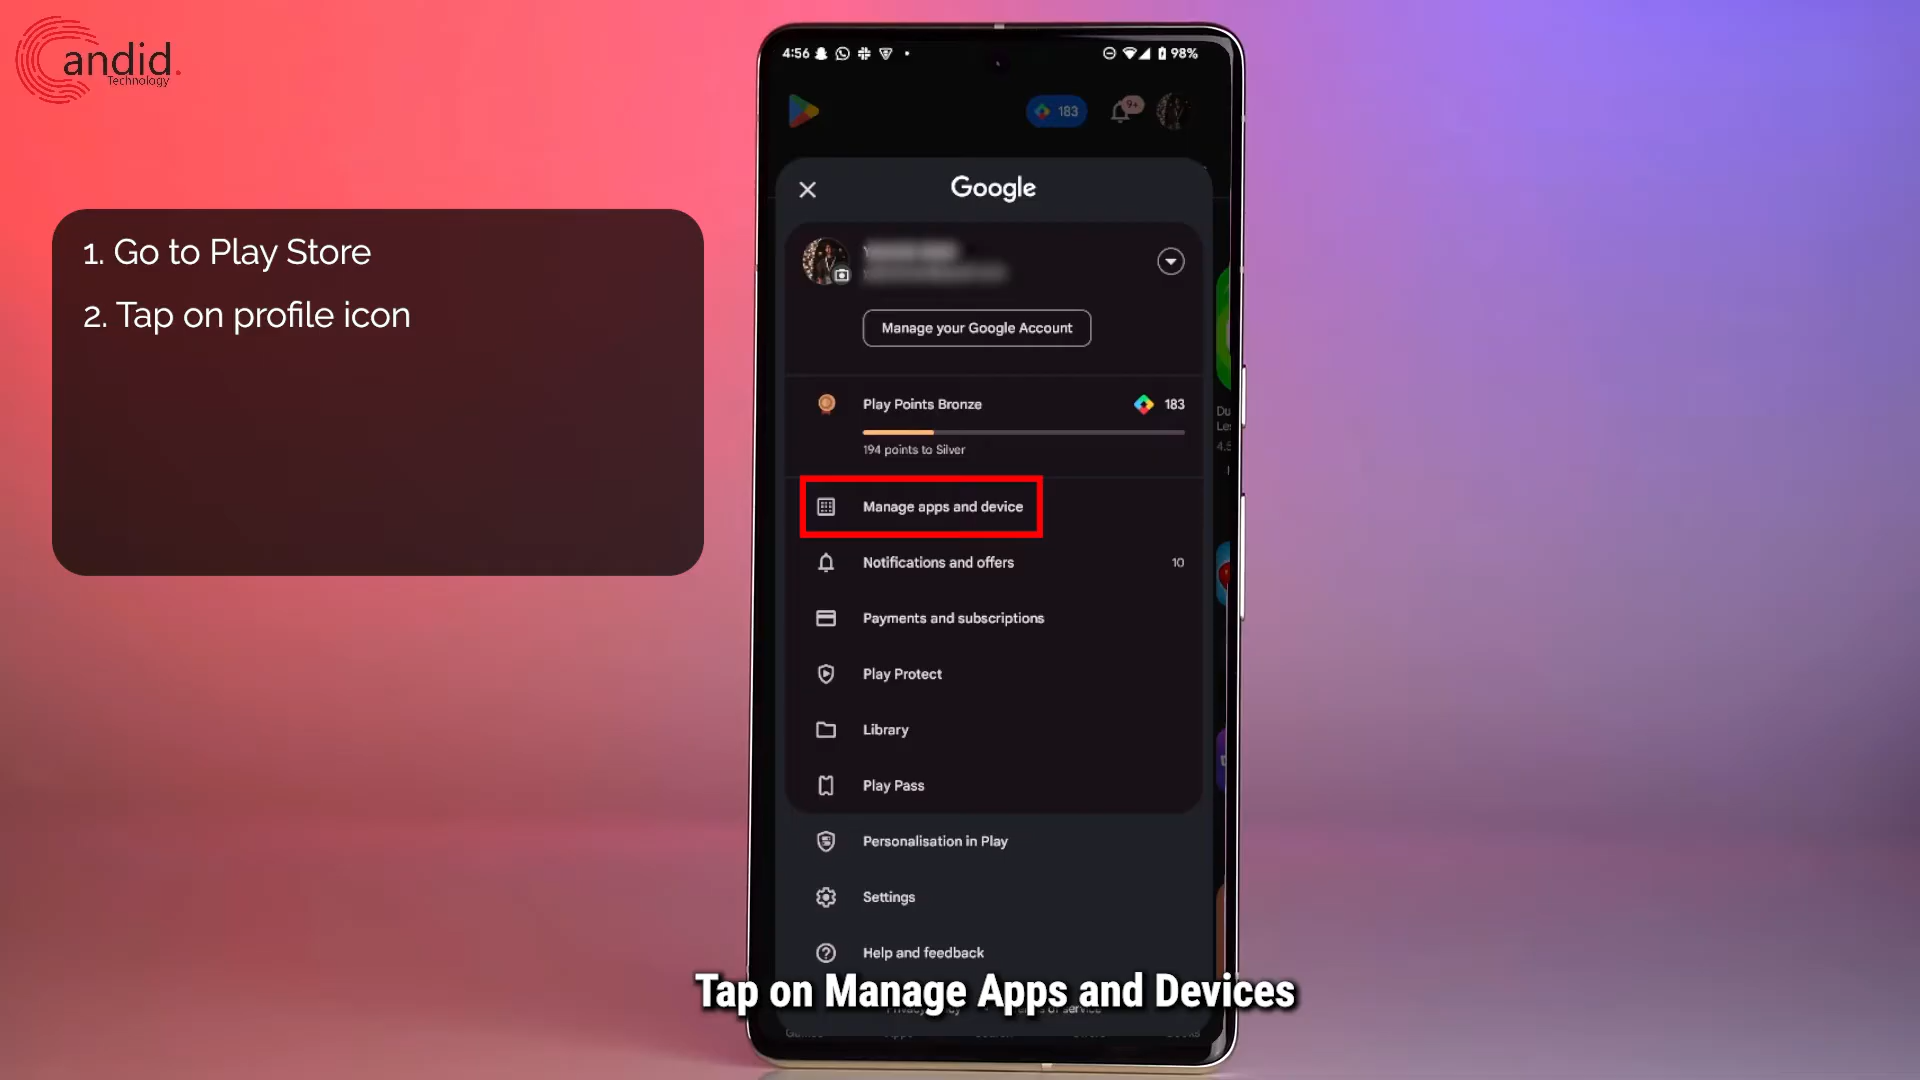 Candid.
Technology
1. Go to Play Store
2. Tap on profile icon
4:56
98%
183
9+
Google
Manage your Google Account
Play Points Bronze
183
194 points to Silver
Manage apps and device
Notifications and offers
10
Payments and subscriptions
Play Protect
Library
Play Pass
Personalisation in Play
Settings
Help and feedback
Tap on Manage Apps and Devices